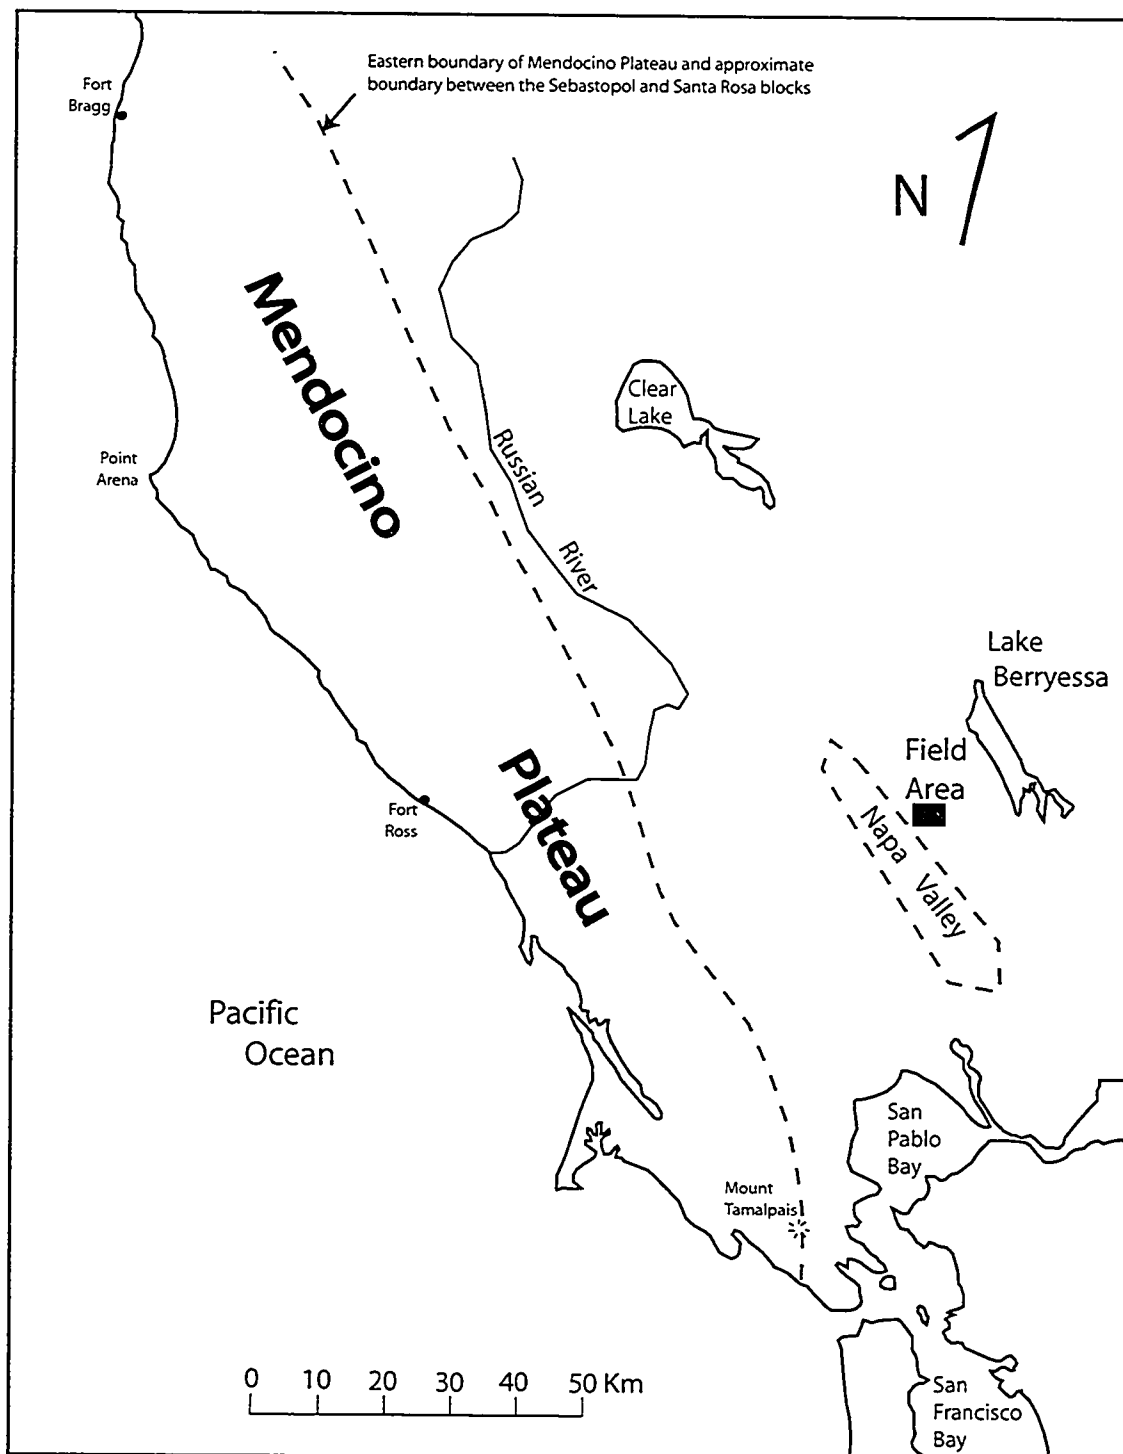 Eastern boundary of Mendocino Plateau and approximate
boundary between the Sebastopol and Santa Rosa blocks
Fort
Bragg
N
Mendocino
Clear
Lake
Russian
River
Point
Arena
Lake
Berryessa
Field
Area
Plateau
Fort
Ross
Napa
Valley
Pacific
Ocean
San
Pablo
Bay
Mount
Tamalpais
0 10 20 30 40 50 Km
San
Francisco
Bay